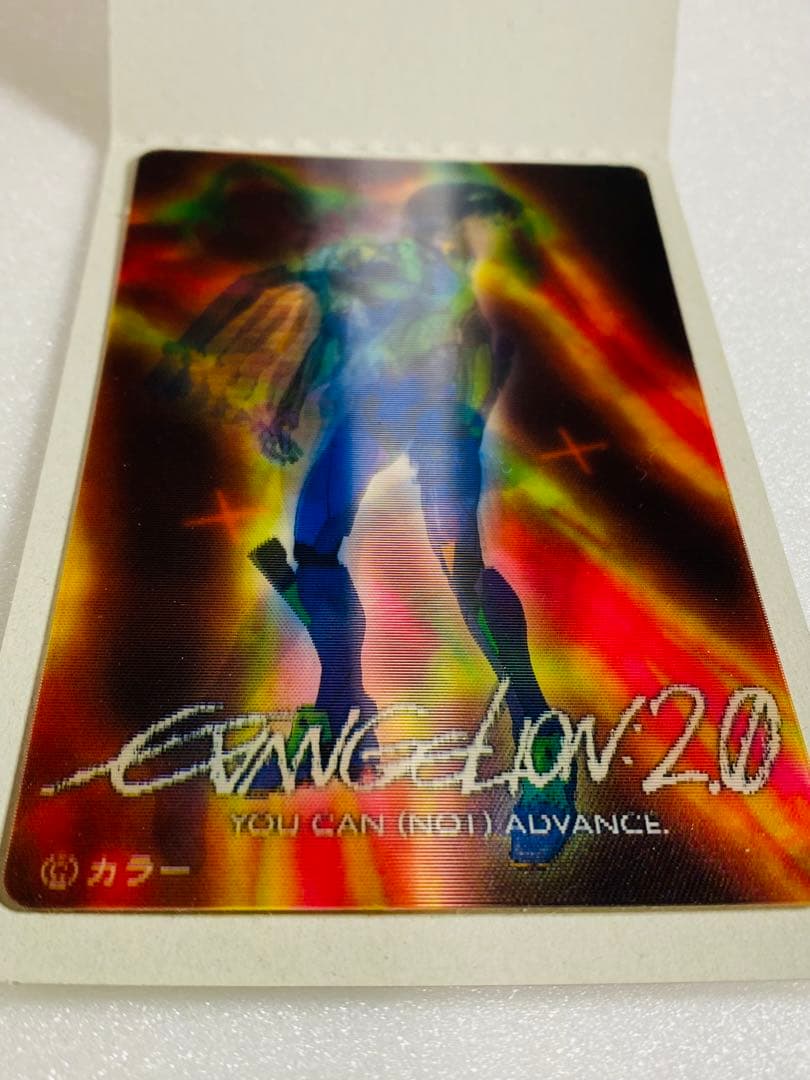 EVANGELION:2.0
YOU CAN (NOT) ADVANCE.
カラー